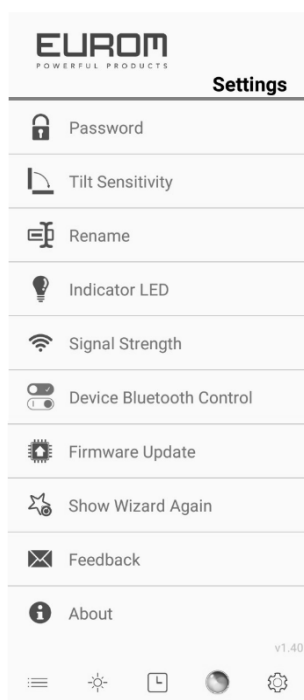 EUROM
POWERFUL PRODUCTS
Settings
Password
Tilt Sensitivity
Rename
Indicator LED
Signal Strength
Device Bluetooth Control
Firmware Update
Show Wizard Again
Feedback
About
v1.40